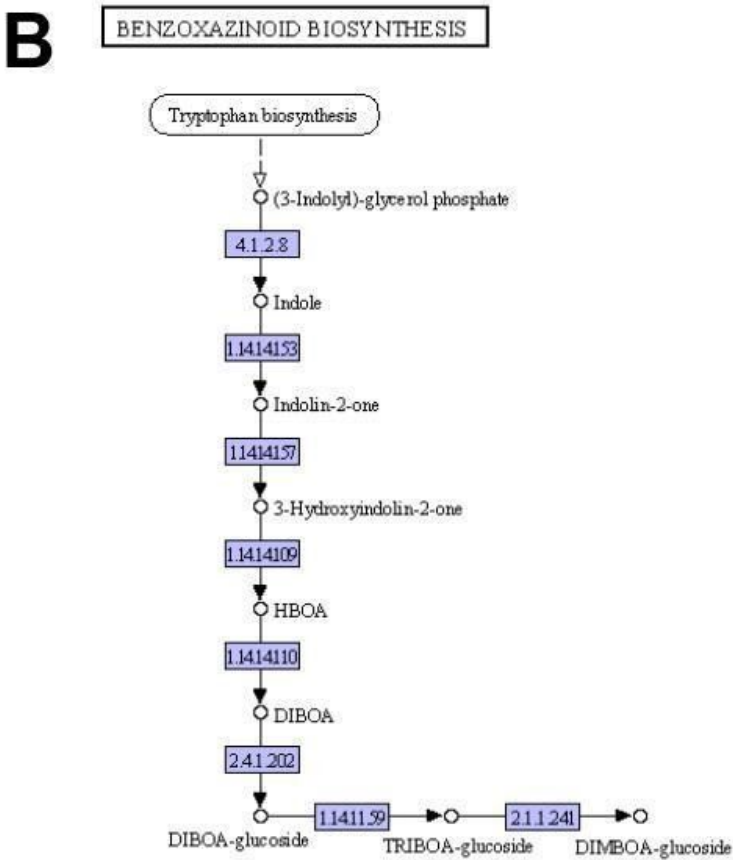 B
BENZOXAZINOID BIOSYNTHESIS
Tryptophan biosynthesis
(3-Indolyl)-glycerol phosphate
4.1.2.8
Indole
1.14.14.153
Indolin-2-one
1.14.14.157
3-Hydroxyindolin-2-one
1.14.14.109
HBOA
1.14.14.110
DIBOA
2.4.1.202
1.14.11.59
2.1.1.241
DIBOA-glucoside
TRIBOA-glucoside
DIMBOA-glucoside